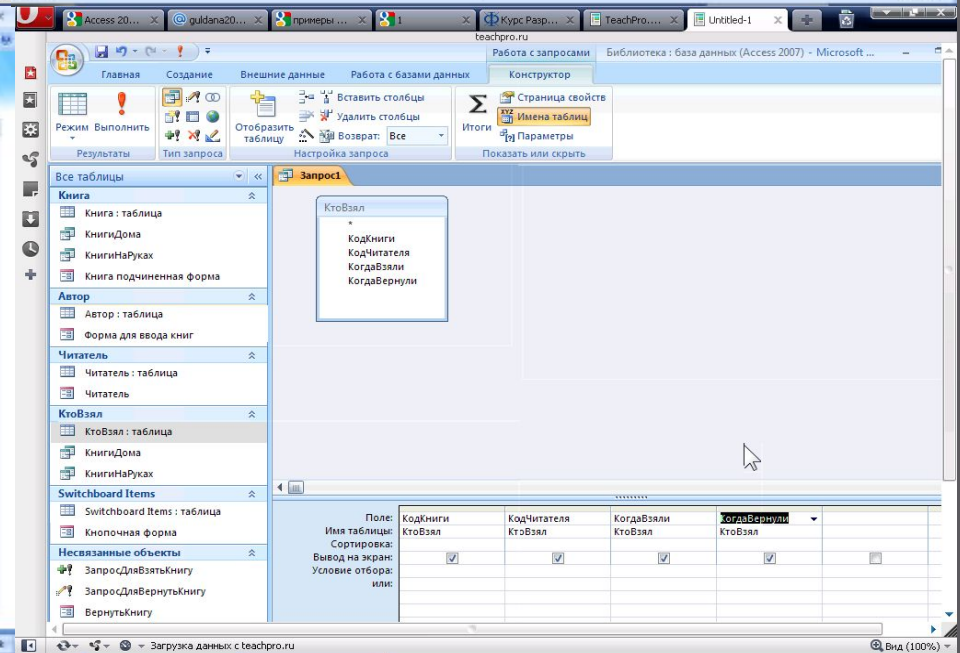 Access 20...
guldana20...
примеры ...
1
Курс Разр...
TeachPro....
Untitled-1
teachpro.ru
Работа с запросами
Библиотека : база данных (Access 2007) - Microsoft ...
Главная
Создание
Внешние данные
Работа с базами данных
Конструктор
Режим
Выполнить
Результаты
Тип запроса
Отобразить таблицу
Вставить столбцы
Удалить столбцы
Возврат: Все
Настройка запроса
Итоги
Страница свойств
Имена таблиц
Параметры
Показать или скрыть
Все таблицы
Книга
Книга : таблица
КнигиДома
КнигиНаРуках
Книга подчиненная форма
Автор
Автор : таблица
Форма для ввода книг
Читатель
Читатель : таблица
Читатель
КтоВзял
КтоВзял : таблица
КнигиДома
КнигиНаРуках
Switchboard Items
Switchboard Items : таблица
Кнопочная форма
Несвязанные объекты
ЗапросДляВзятьКнигу
ЗапросДляВернутьКнигу
ВернутьКнигу
Запрос1
КтоВзял
*
КодКниги
КодЧитателя
КогдаВзяли
КогдаВернули
Поле: КодКниги КодЧитателя КогдаВзяли КогдаВернули
Имя таблицы: КтоВзял КтоВзял КтоВзял КтоВзял
Сортировка:
Вывод на экран:
Условие отбора:
или:
Загрузка данных с teachpro.ru
Вид (100%)